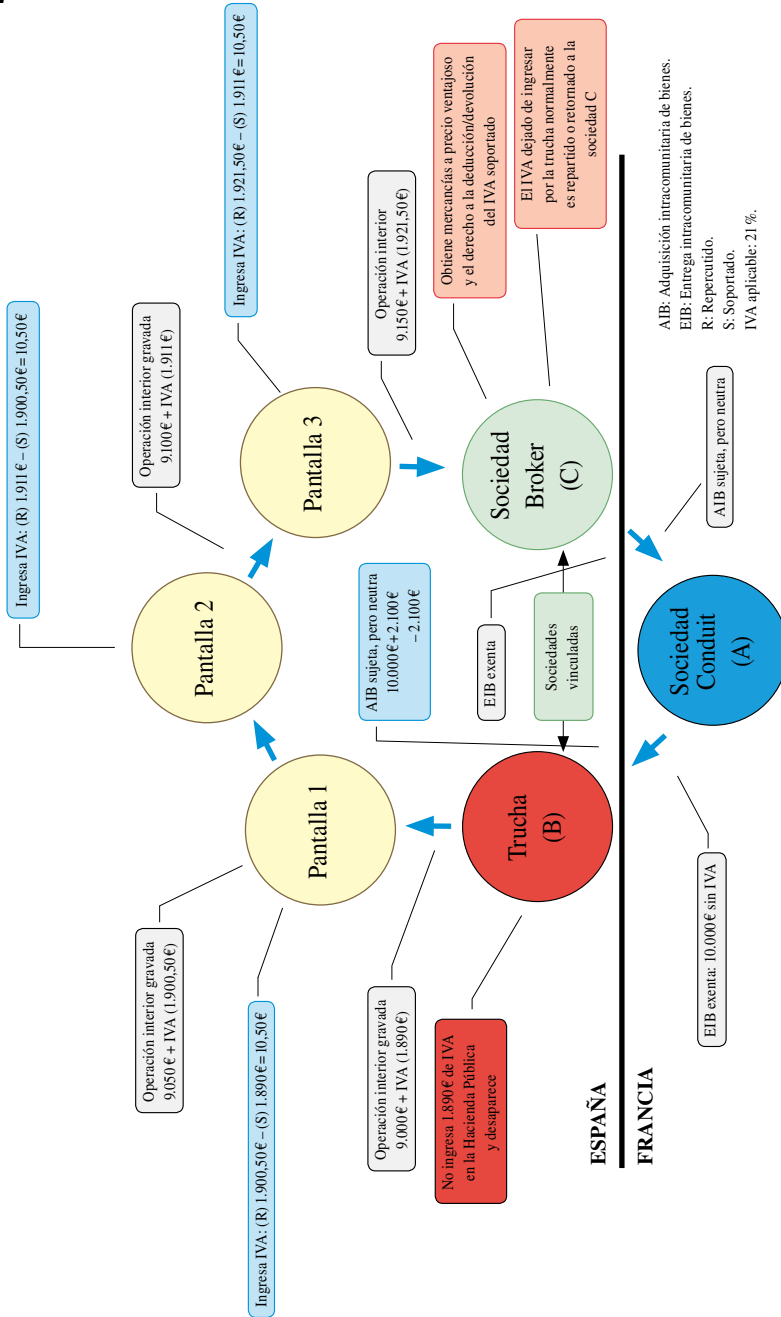 Ingresa IVA: (R) 1.911 € – (S) 1.900,50 € = 10,50 €
Operación interior gravada
9.050 € + IVA (1.900,50 €)
Pantalla 2
Operación interior gravada
9.100 € + IVA (1.911 €)
Ingresa IVA: (R) 1.900,50 € – (S) 1.890 € = 10,50 €
Pantalla 1
Pantalla 3
Ingresa IVA: (R) 1.921,50 € – (S) 1.911 € = 10,50 €
Operación interior gravada
9.000 € + IVA (1.890 €)
AIB sujeta, pero neutra
10.000 € + 2.100 €
– 2.100 €
Operación interior
9.150 € + IVA (1.921,50 €)
No ingresa 1.890 € de IVA
en la Hacienda Pública
y desaparece
Trucha
(B)
EIB exenta
Sociedades
vinculadas
Sociedad
Broker
(C)
Obtiene mercancías a precio ventajoso
y el derecho a la deducción/devolución
del IVA soportado
El IVA dejado de ingresar
por la trucha normalmente
es repartido o retornado a la
sociedad C
ESPAÑA
FRANCIA
EIB exenta: 10.000 € sin IVA
Sociedad
Conduit
(A)
AIB sujeta, pero neutra
AIB: Adquisición intracomunitaria de bienes.
EIB: Entrega intracomunitaria de bienes.
R: Repercutido.
S: Soportado.
IVA aplicable: 21 %.